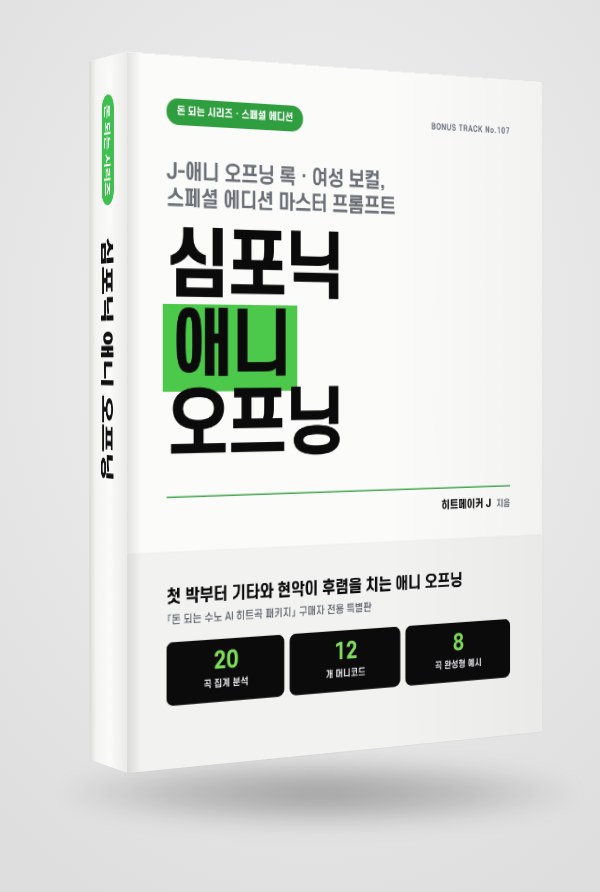 돈 되는 시리즈 · 스페셜 에디션
BONUS TRACK No.107
J-애니 오프닝 록 · 여성 보컬,
스페셜 에디션 마스터 프롬프트
심포닉
애니
오프닝
히트메이커 J 지음
첫 박부터 기타와 현악이 후렴을 치는 애니 오프닝
『돈 되는 수노 AI 히트곡 패키지』 구매자 전용 특별판
20
곡 집계 분석
12
개 머니코드
8
곡 완성형 예시
돈 되는 시리즈
심포닉 애니 오프닝